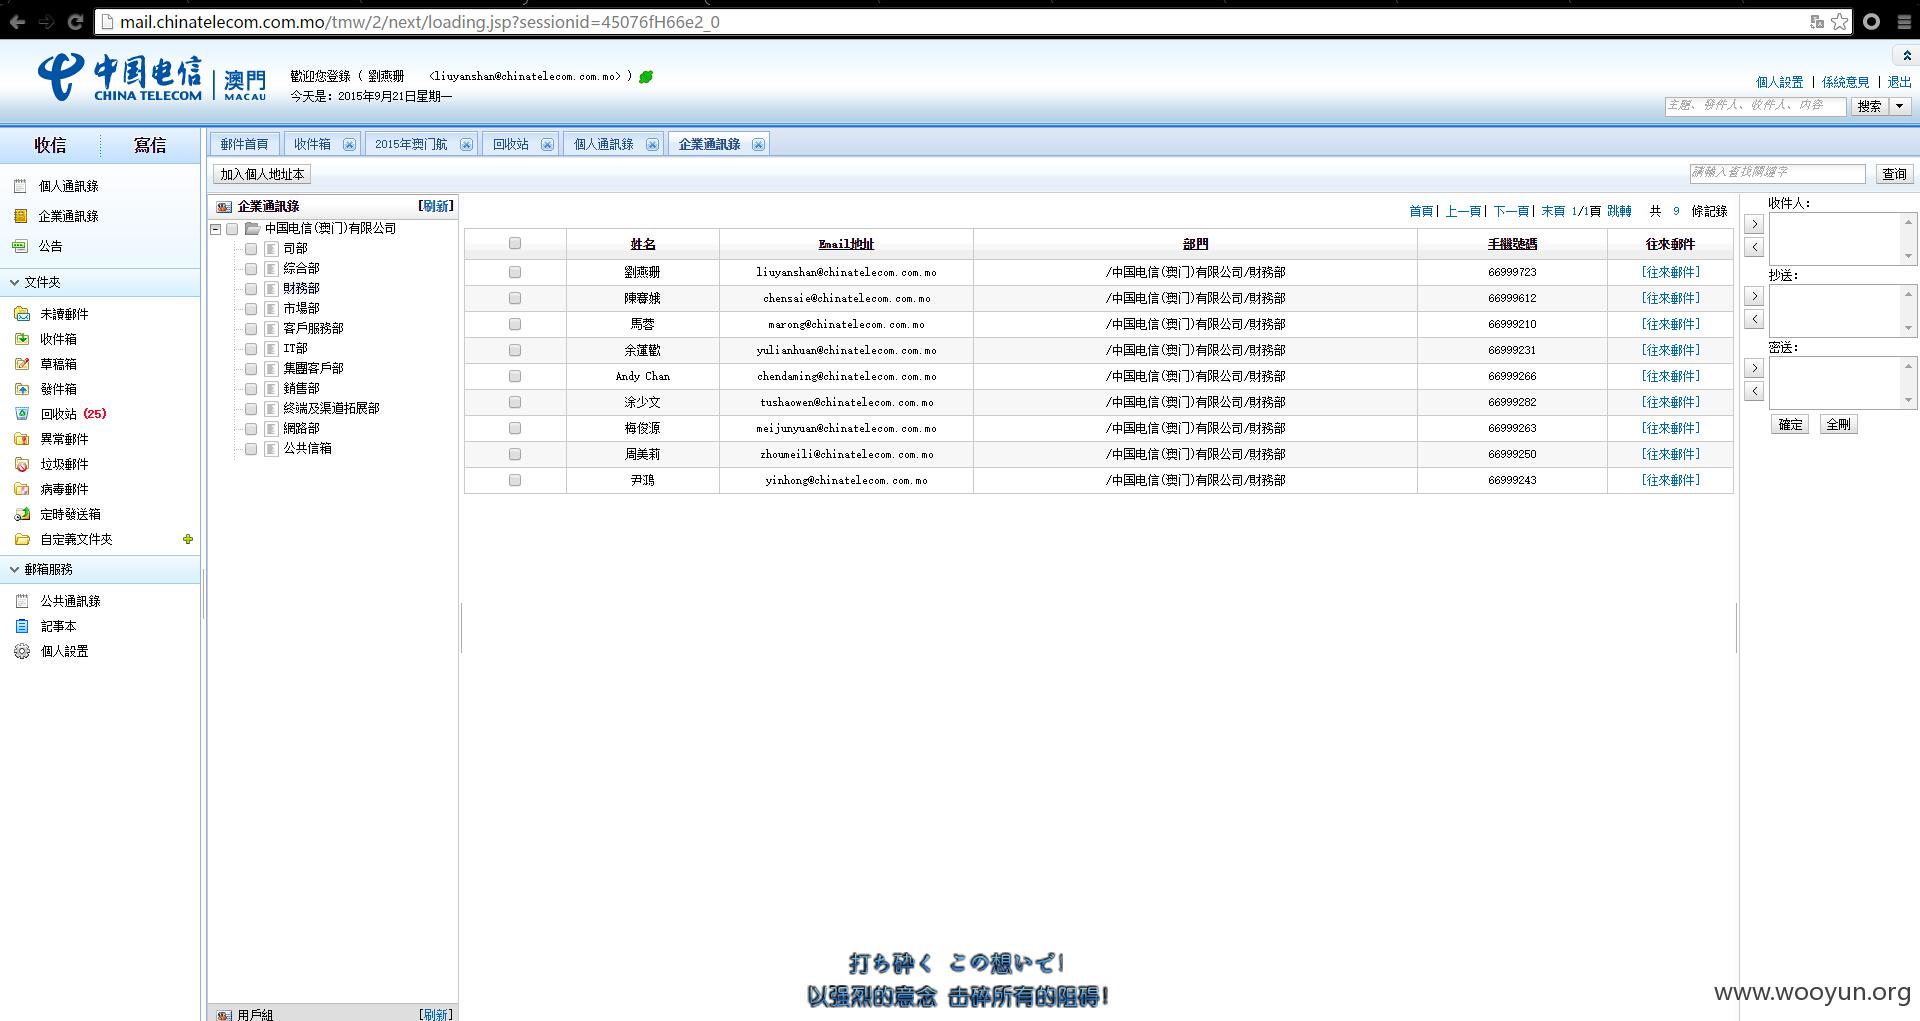 mail.chinatelecom.com.mo/tmw/2/next/loading.jsp?sessionid=45076fH66e2_0
中国电信 CHINA TELECOM 澳門 MACAU
歡迎您登錄 ( 劉燕珊 <liuyanshan@chinatelecom.com.mo> )
今天是: 2015年9月21日星期一
個人設置 | 係統意見 | 退出
主題、發件人、收件人、內容 搜索
收信 寫信
郵件首頁 收件箱 2015年澳门航 回收站 個人通訊錄 企業通訊錄
加入個人地址本
請輸入查找關鍵字 查询
個人通訊錄
企業通訊錄
公告
文件夾
未讀郵件
收件箱
草稿箱
發件箱
回收站 (25)
異常郵件
垃圾郵件
病毒郵件
定時發送箱
自定義文件夾
郵箱服務
公共通訊錄
記事本
個人設置
企業通訊錄 [刷新]
中国电信(澳门)有限公司
司部
綜合部
財務部
市場部
客戶服務部
IT部
集團客戶部
銷售部
終端及渠道拓展部
網路部
公共信箱
用戶組 [刷新]
首頁| 上一頁| 下一頁| 末頁 1/1頁 跳轉 共 9 條記錄
姓名 Email地址 部門 手機號碼 往來郵件
劉燕珊 liuyanshan@chinatelecom.com.mo /中国电信(澳门)有限公司/財務部 66999723 [往來郵件]
陳賽娥 chensaie@chinatelecom.com.mo /中国电信(澳门)有限公司/財務部 66999612 [往來郵件]
馬蓉 marong@chinatelecom.com.mo /中国电信(澳门)有限公司/財務部 66999210 [往來郵件]
余蓮歡 yulianhuan@chinatelecom.com.mo /中国电信(澳门)有限公司/財務部 66999231 [往來郵件]
Andy Chan chendaming@chinatelecom.com.mo /中国电信(澳门)有限公司/財務部 66999266 [往來郵件]
涂少文 tushaowen@chinatelecom.com.mo /中国电信(澳门)有限公司/財務部 66999282 [往來郵件]
梅俊源 meijunyuan@chinatelecom.com.mo /中国电信(澳门)有限公司/財務部 66999263 [往來郵件]
周美莉 zhoumeili@chinatelecom.com.mo /中国电信(澳门)有限公司/財務部 66999250 [往來郵件]
尹鴻 yinhong@chinatelecom.com.mo /中国电信(澳门)有限公司/財務部 66999243 [往來郵件]
收件人:
抄送:
密送:
確定 全刪
打ち砕く この想いで!
以强烈的意念 击碎所有的阻碍!
www.wooyun.org